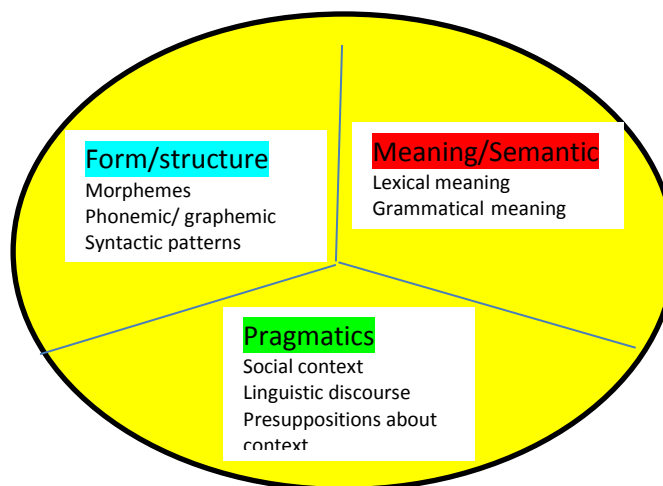 Form/structure
Morphemes
Phonemic/ graphemic
Syntactic patterns
Meaning/Semantic
Lexical meaning
Grammatical meaning
Pragmatics
Social context
Linguistic discourse
Presuppositions about
context